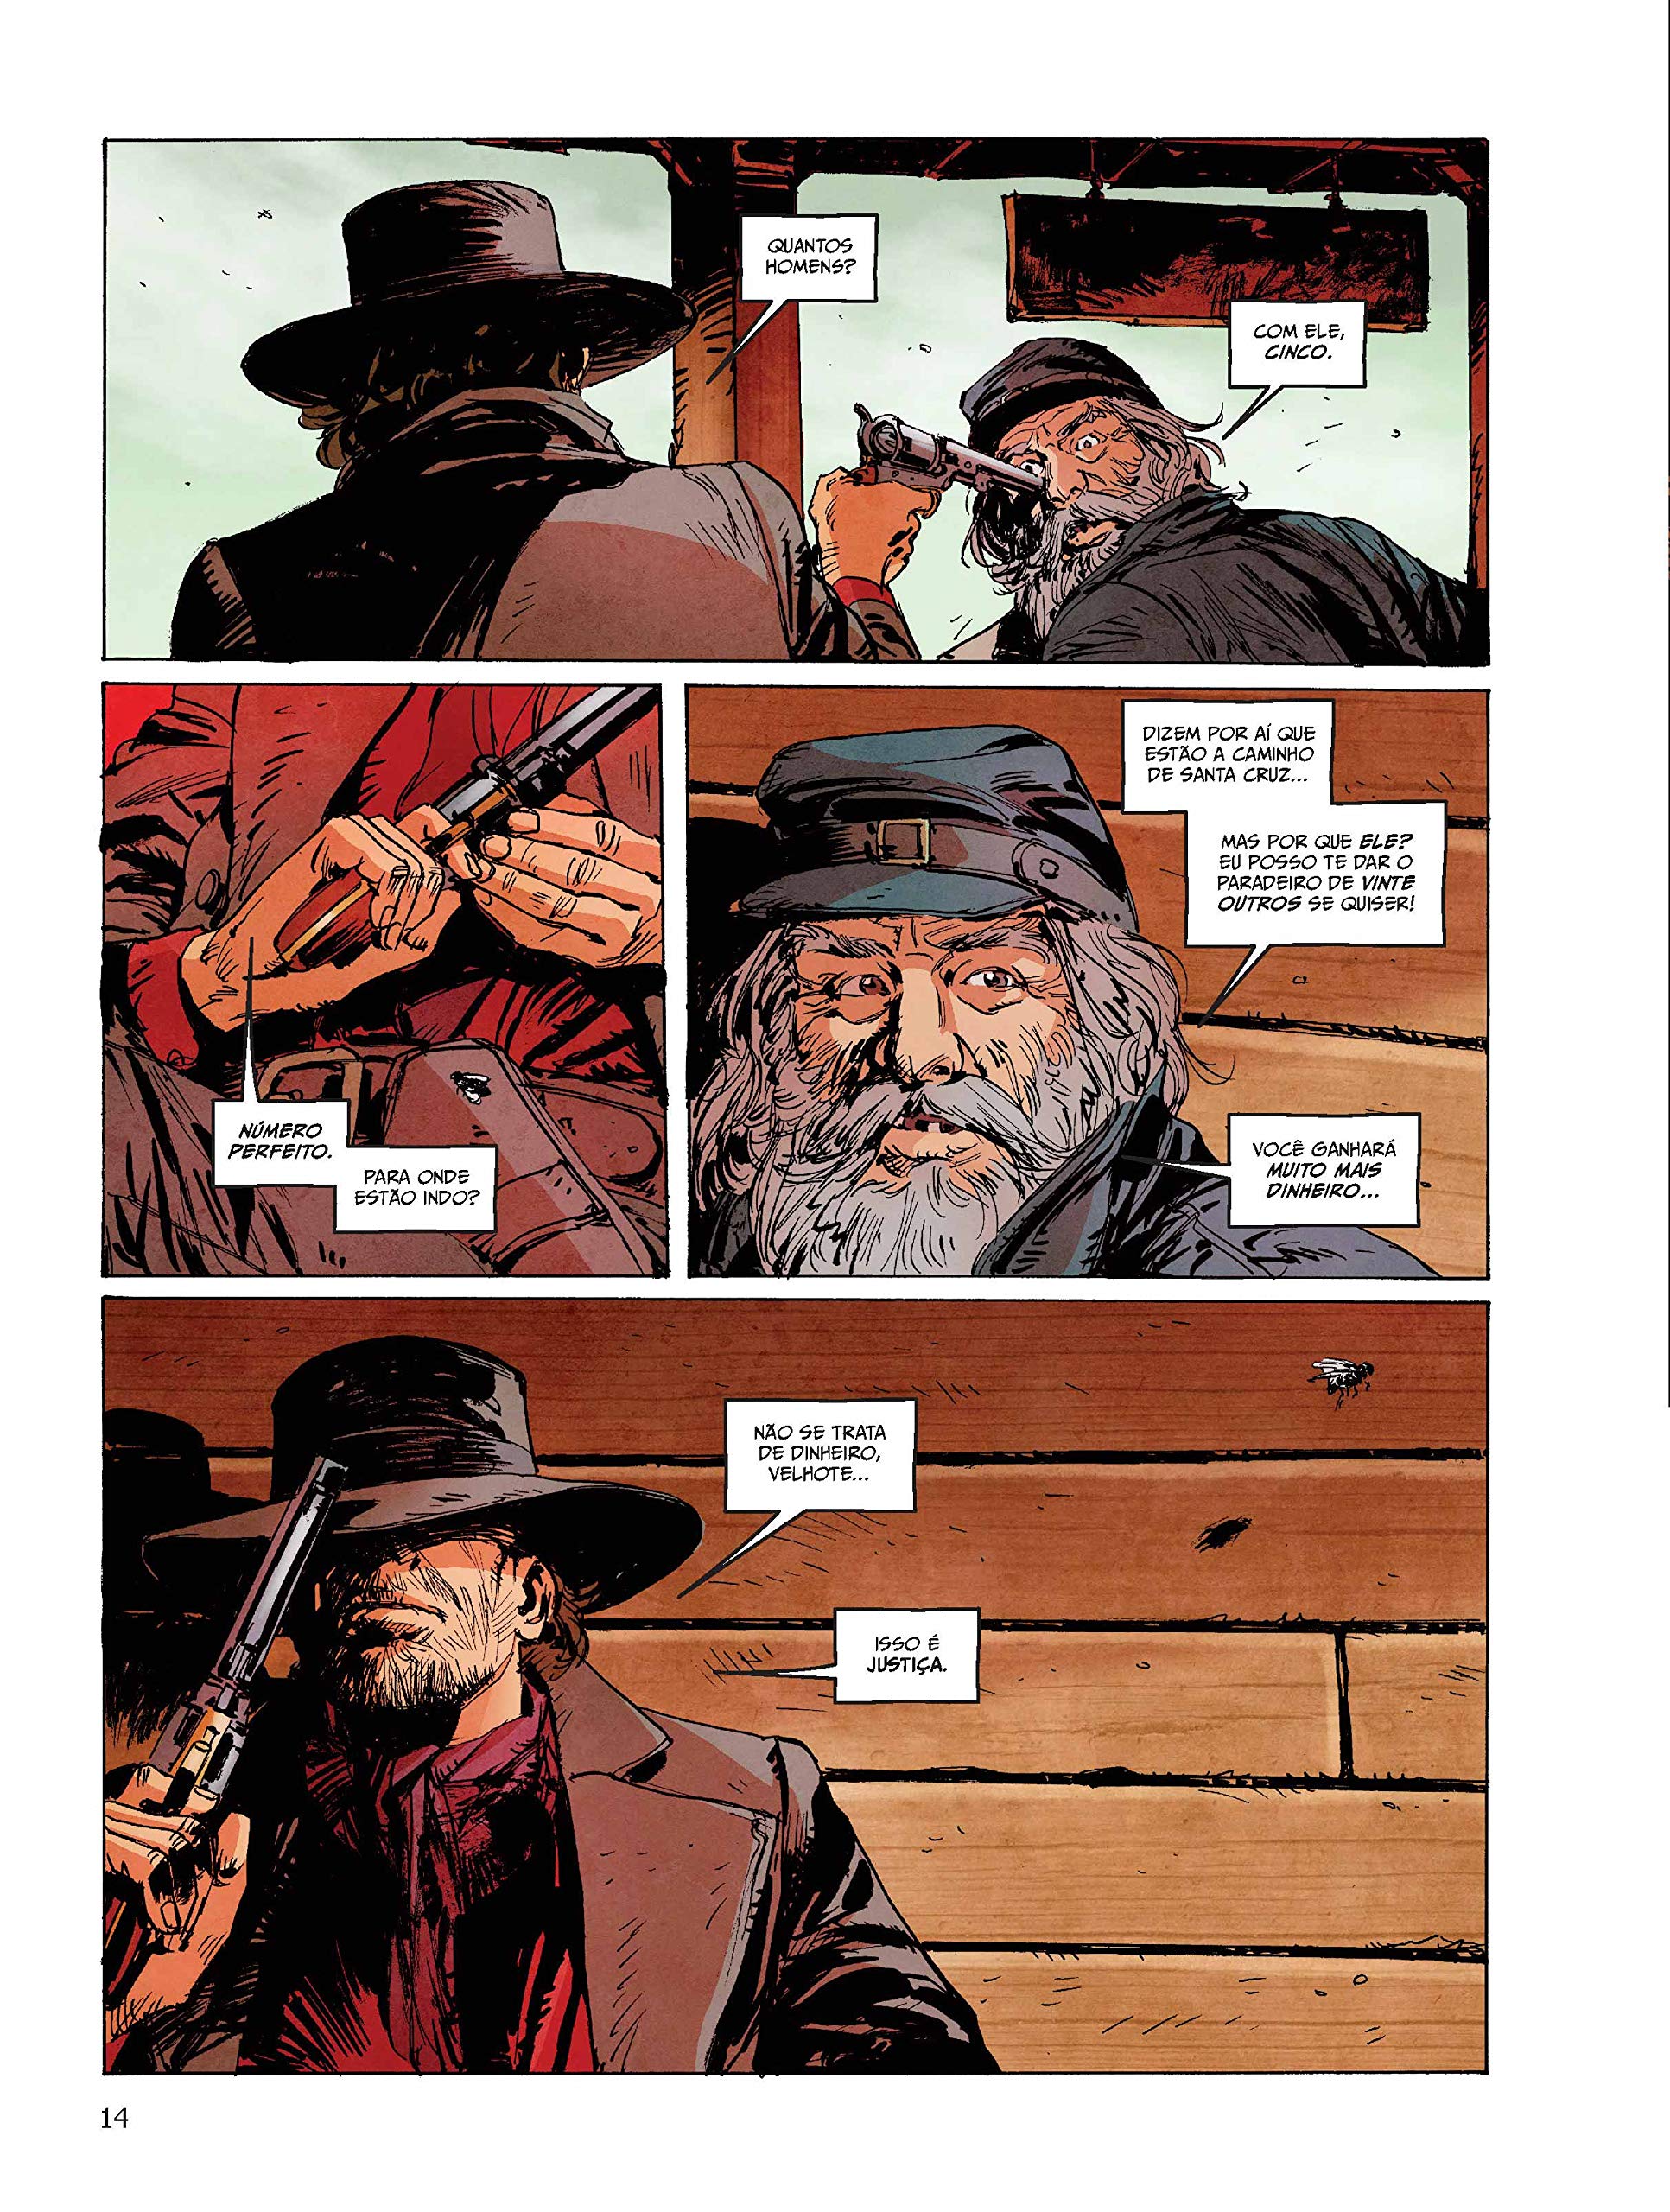 QUANTOS
HOMENS?
COM ELE,
CINCO.
NÚMERO
PERFEITO.
PARA ONDE
ESTÃO INDO?
DIZEM POR AÍ QUE
ESTÃO A CAMINHO
DE SANTA CRUZ...
MAS POR QUE ELE?
EU POSSO TE DAR O
PARADEIRO DE VINTE
OUTROS SE QUISER!
VOCÊ GANHARÁ
MUITO MAIS
DINHEIRO...
NÃO SE TRATA
DE DINHEIRO,
VELHOTE...
ISSO É
JUSTIÇA.
14